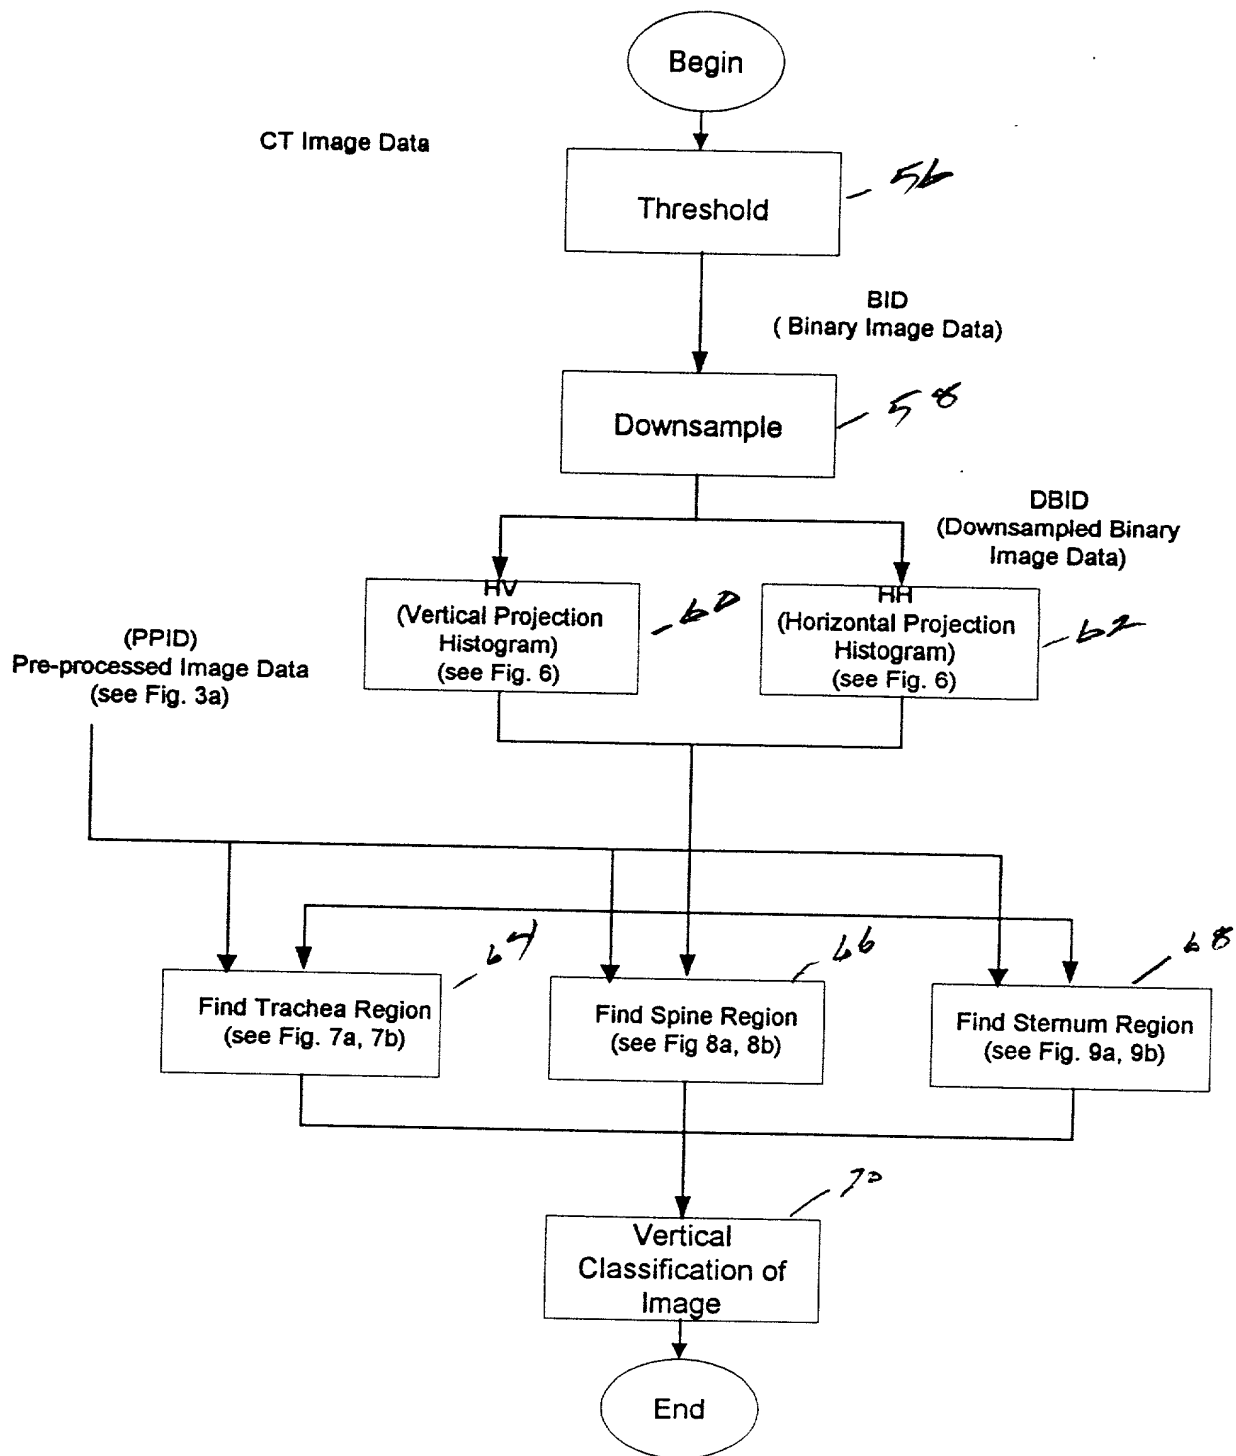 Begin
CT Image Data
Threshold
56
BID
( Binary Image Data)
Downsample
58
DBID
(Downsampled Binary
Image Data)
HV
(Vertical Projection
Histogram)
(see Fig. 6)
60
HH
(Horizontal Projection
Histogram)
(see Fig. 6)
62
(PPID)
Pre-processed Image Data
(see Fig. 3a)
Find Trachea Region
(see Fig. 7a, 7b)
64
Find Spine Region
(see Fig 8a, 8b)
66
Find Sternum Region
(see Fig. 9a, 9b)
68
Vertical
Classification of
Image
70
End